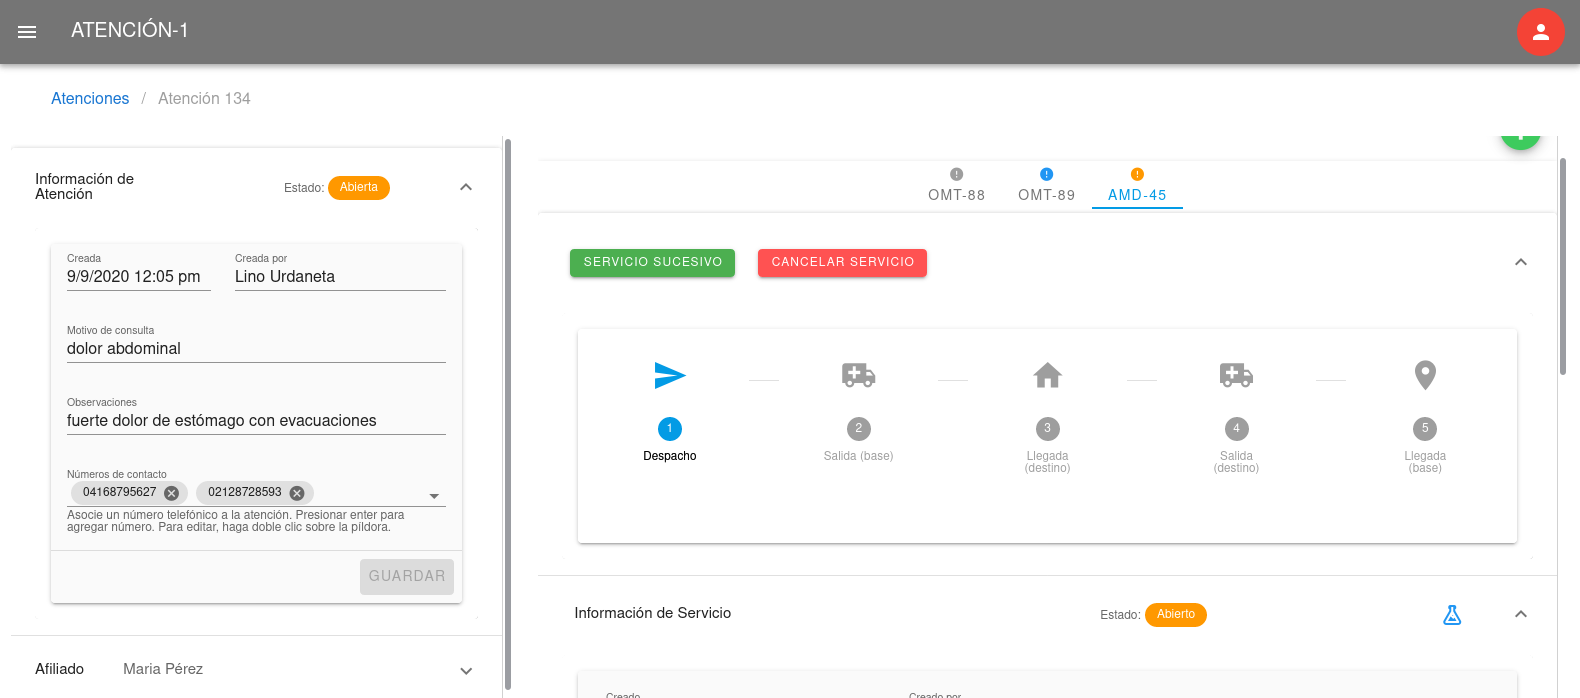 ATENCIÓN-1
Atenciones / Atención 134
Información de
Atención
Estado: Abierta
Creada
9/9/2020 12:05 pm
Creada por
Lino Urdaneta
Motivo de consulta
dolor abdominal
Observaciones
fuerte dolor de estómago con evacuaciones
Números de contacto
04168795627 02128728593
Asocie un número telefónico a la atención. Presionar enter para
agregar número. Para editar, haga doble clic sobre la píldora.
GUARDAR
Afiliado Maria Pérez
OMT-88 OMT-89 AMD-45
SERVICIO SUCESIVO CANCELAR SERVICIO
1
Despacho
2
Salida (base)
3
Llegada
(destino)
4
Salida
(destino)
5
Llegada
(base)
Información de Servicio Estado: Abierto
Creado Creado por